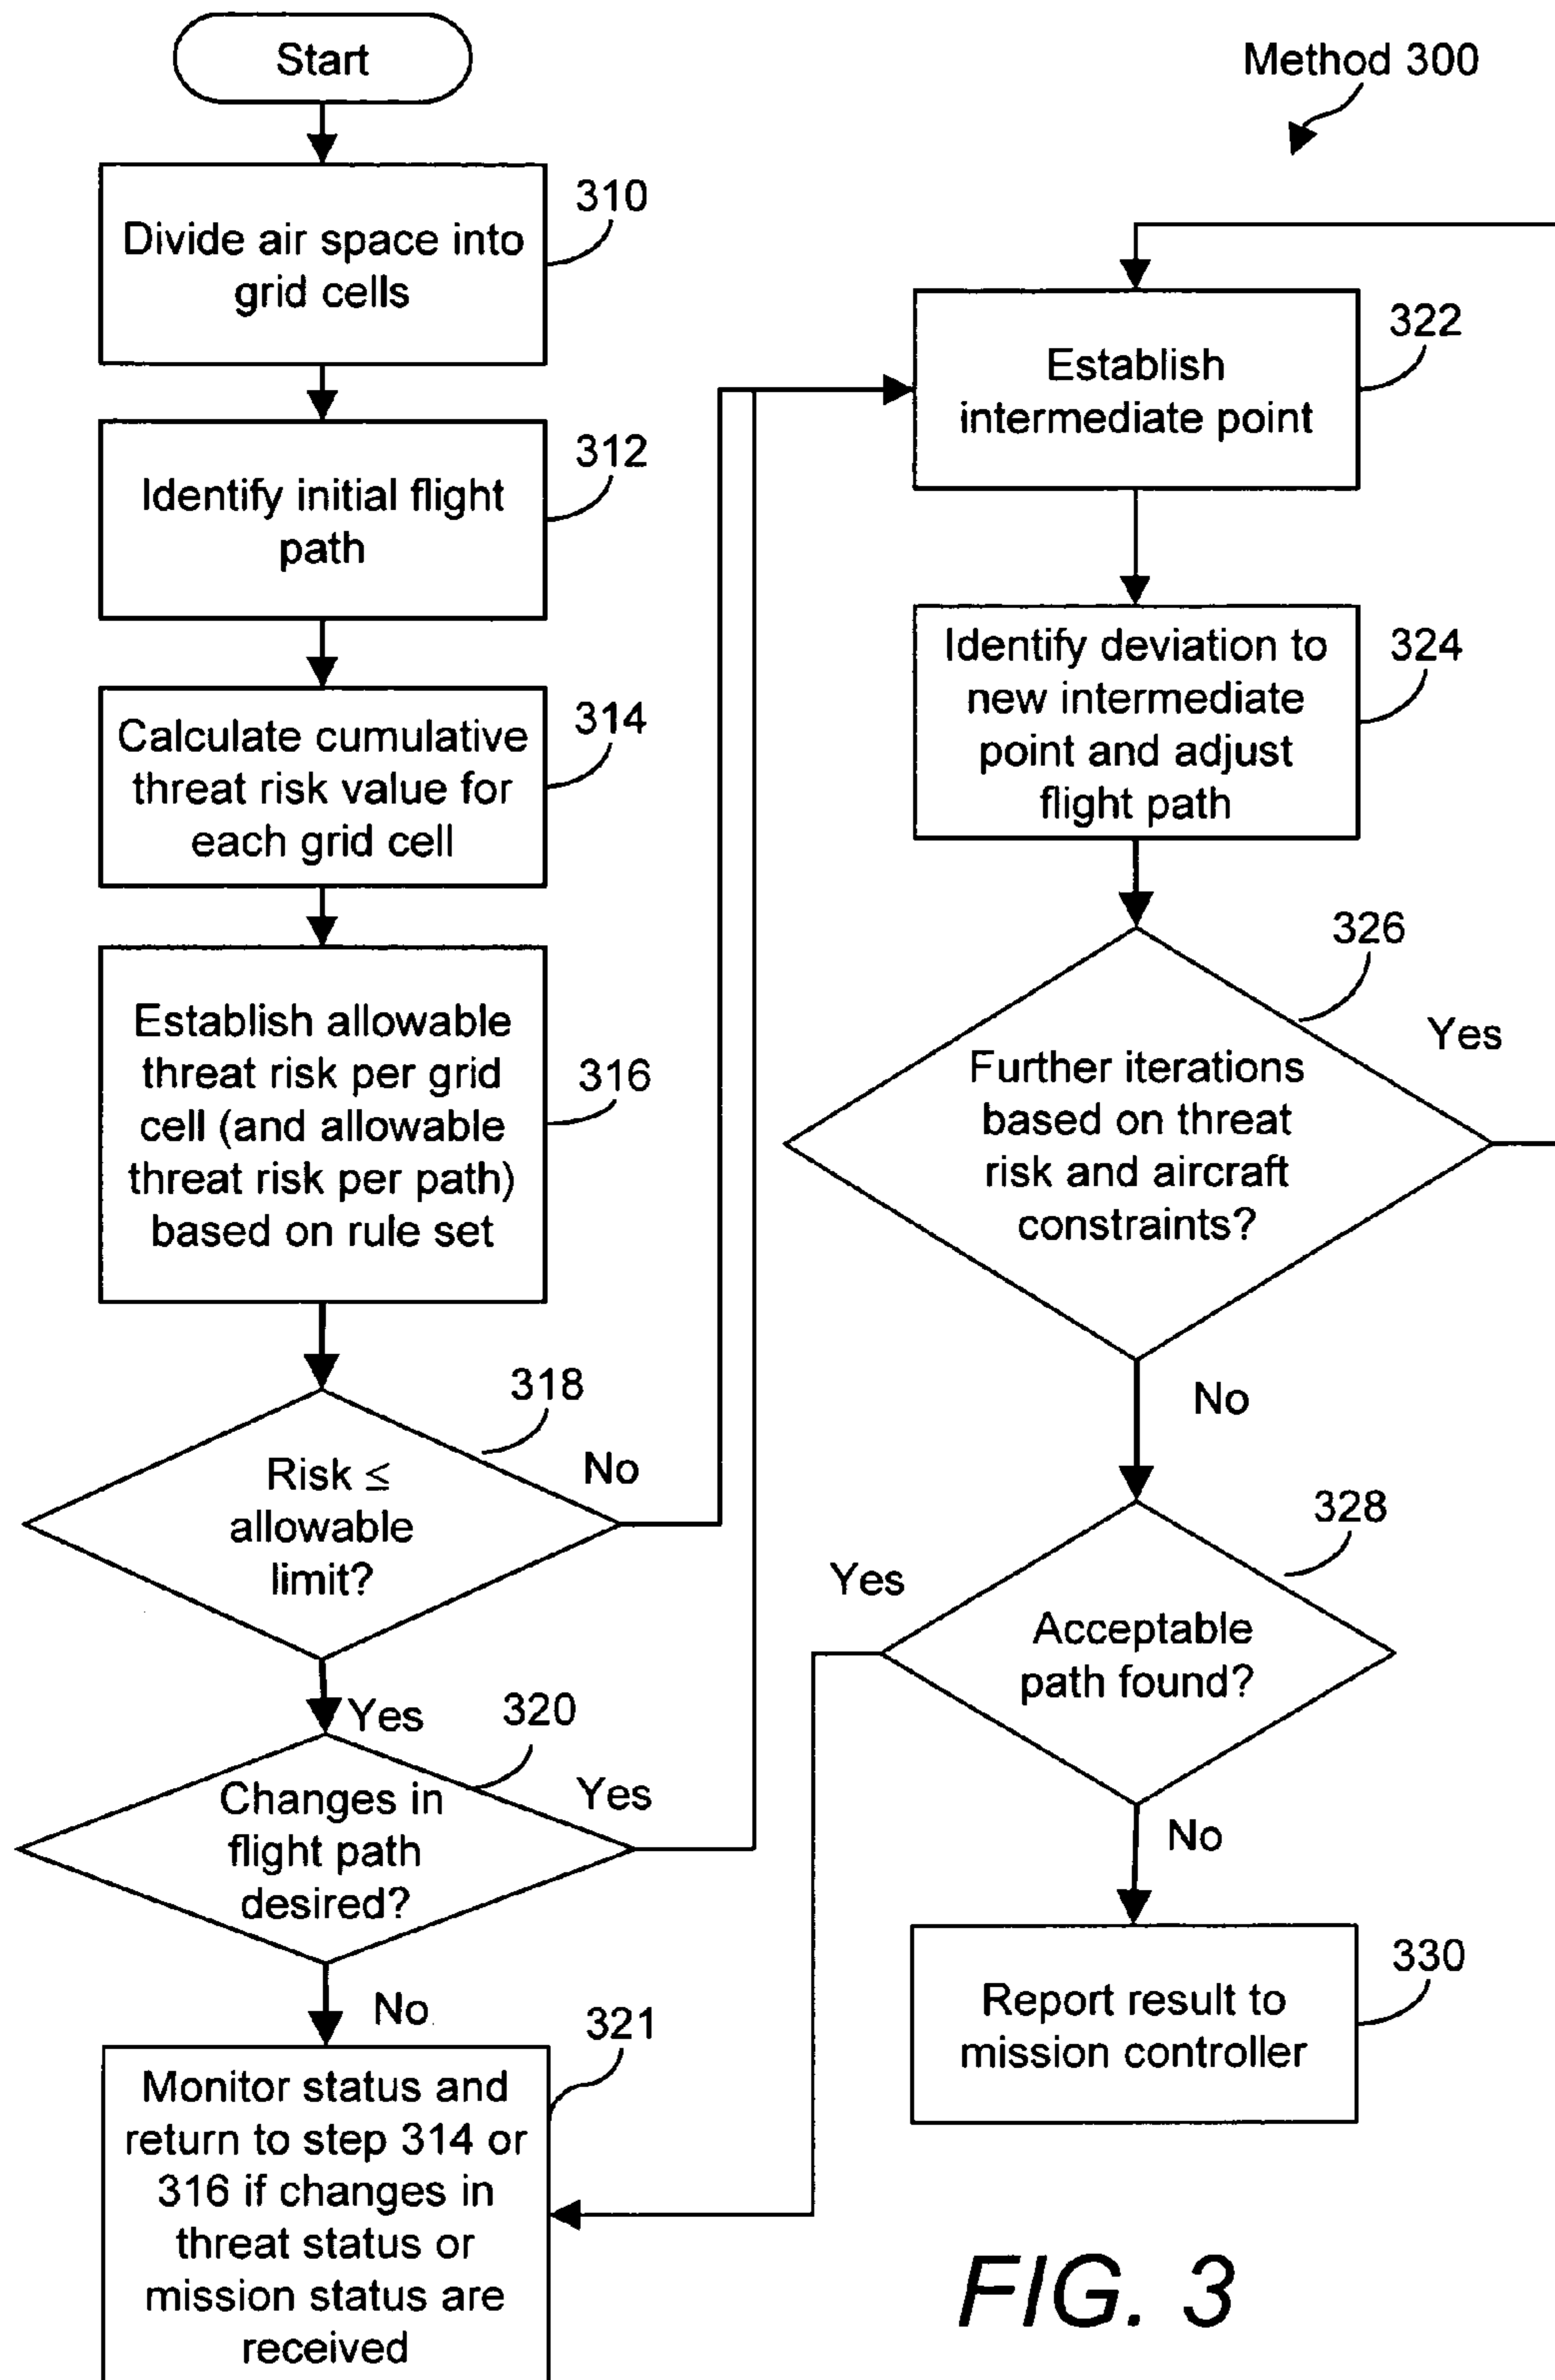 Start
Method 300
310
Divide air space into
grid cells
312
Identify initial flight
path
314
Calculate cumulative
threat risk value for
each grid cell
316
Establish allowable
threat risk per grid
cell (and allowable
threat risk per path)
based on rule set
318
Risk ≤
allowable
limit?
No
Yes
320
Changes in
flight path
desired?
Yes
No
321
Monitor status and
return to step 314 or
316 if changes in
threat status or
mission status are
received
322
Establish
intermediate point
324
Identify deviation to
new intermediate
point and adjust
flight path
326
Further iterations
based on threat
risk and aircraft
constraints?
Yes
No
328
Acceptable
path found?
Yes
No
330
Report result to
mission controller
FIG. 3